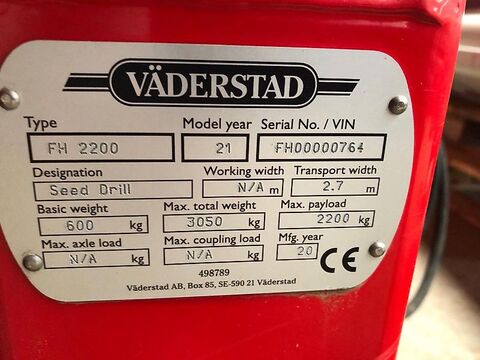 VÄDERSTAD
Type Model year Serial No. / VIN
FH 2200 21 FH00000764
Designation Working width Transport width
Seed Drill N/A m 2.7 m
Basic weight Max. total weight Max. payload
600 kg 3050 kg 2200 kg
Max. axle load Max. coupling load Mfg. year
N/A kg N/A kg 20 CE
498789
Väderstad AB, Box 85, SE-590 21 Väderstad